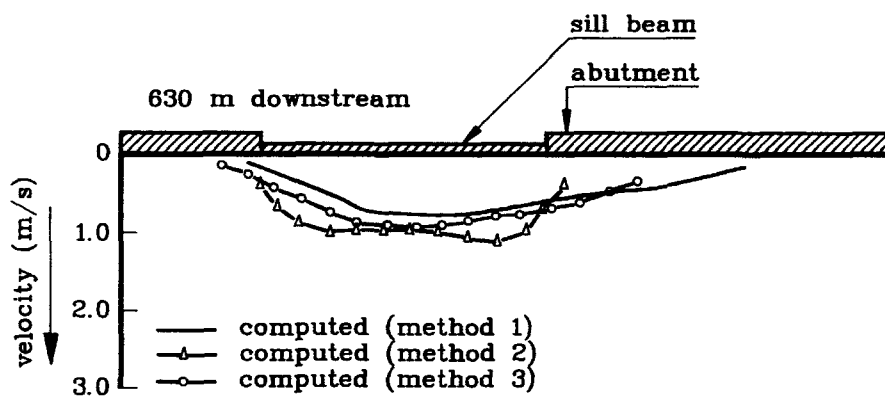 sill beam
abutment
630 m downstream
0
1.0
2.0
3.0
velocity (m/s)
computed (method 1)
computed (method 2)
computed (method 3)